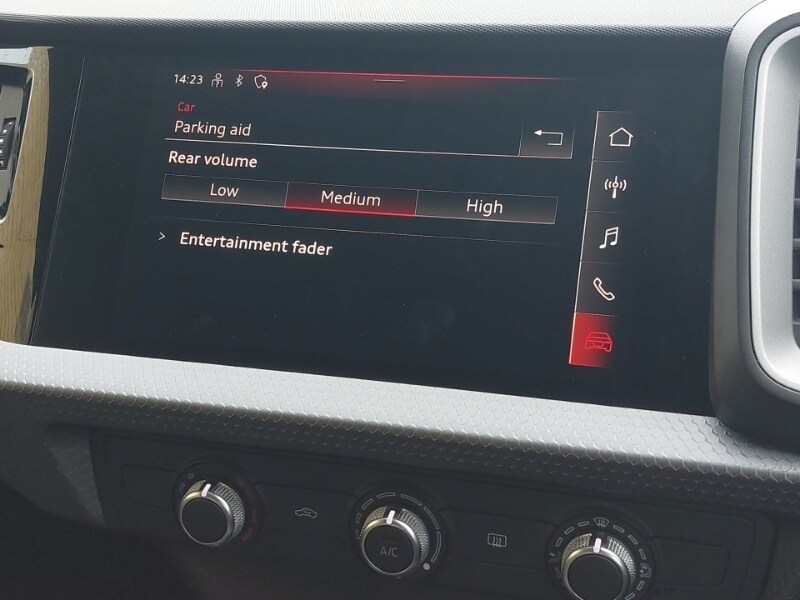 14:23
Car
Parking aid
Rear volume
Low Medium High
Entertainment fader
A/C